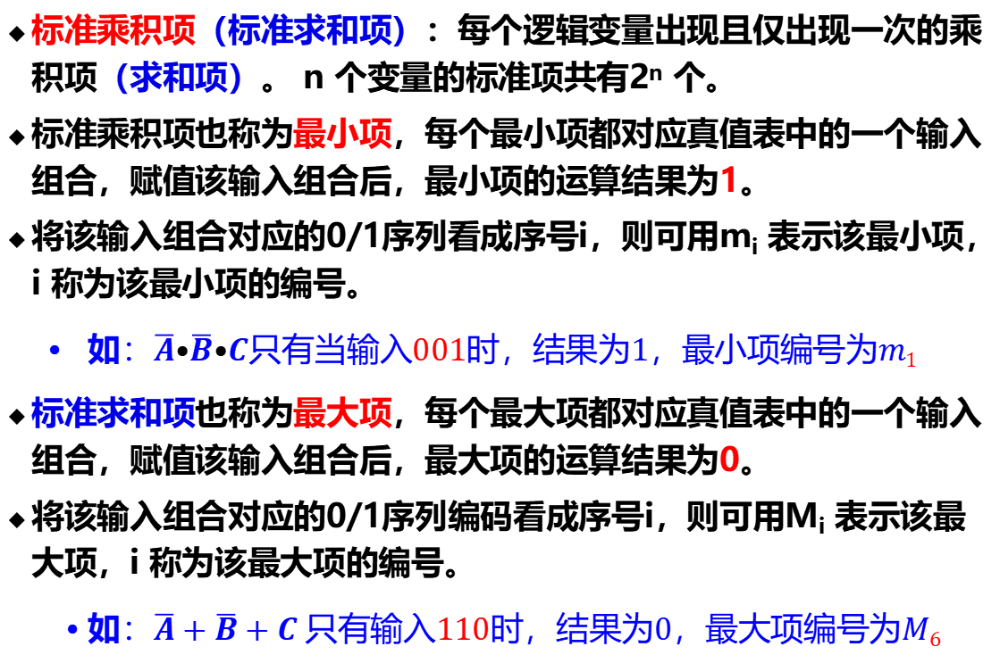 ◆标准乘积项（标准求和项）：每个逻辑变量出现且仅出现一次的乘
积项（求和项）。 n 个变量的标准项共有2ⁿ 个。
◆标准乘积项也称为最小项，每个最小项都对应真值表中的一个输入
组合，赋值该输入组合后，最小项的运算结果为1。
◆将该输入组合对应的0/1序列看成序号i，则可用mᵢ 表示该最小项，
i 称为该最小项的编号。
• 如：A̅•B̅•C只有当输入001时，结果为1，最小项编号为m₁
◆标准求和项也称为最大项，每个最大项都对应真值表中的一个输入
组合，赋值该输入组合后，最大项的运算结果为0。
◆将该输入组合对应的0/1序列编码看成序号i，则可用Mᵢ 表示该最
大项，i 称为该最大项的编号。
•如：A̅ + B̅ + C 只有输入110时，结果为0，最大项编号为M₆